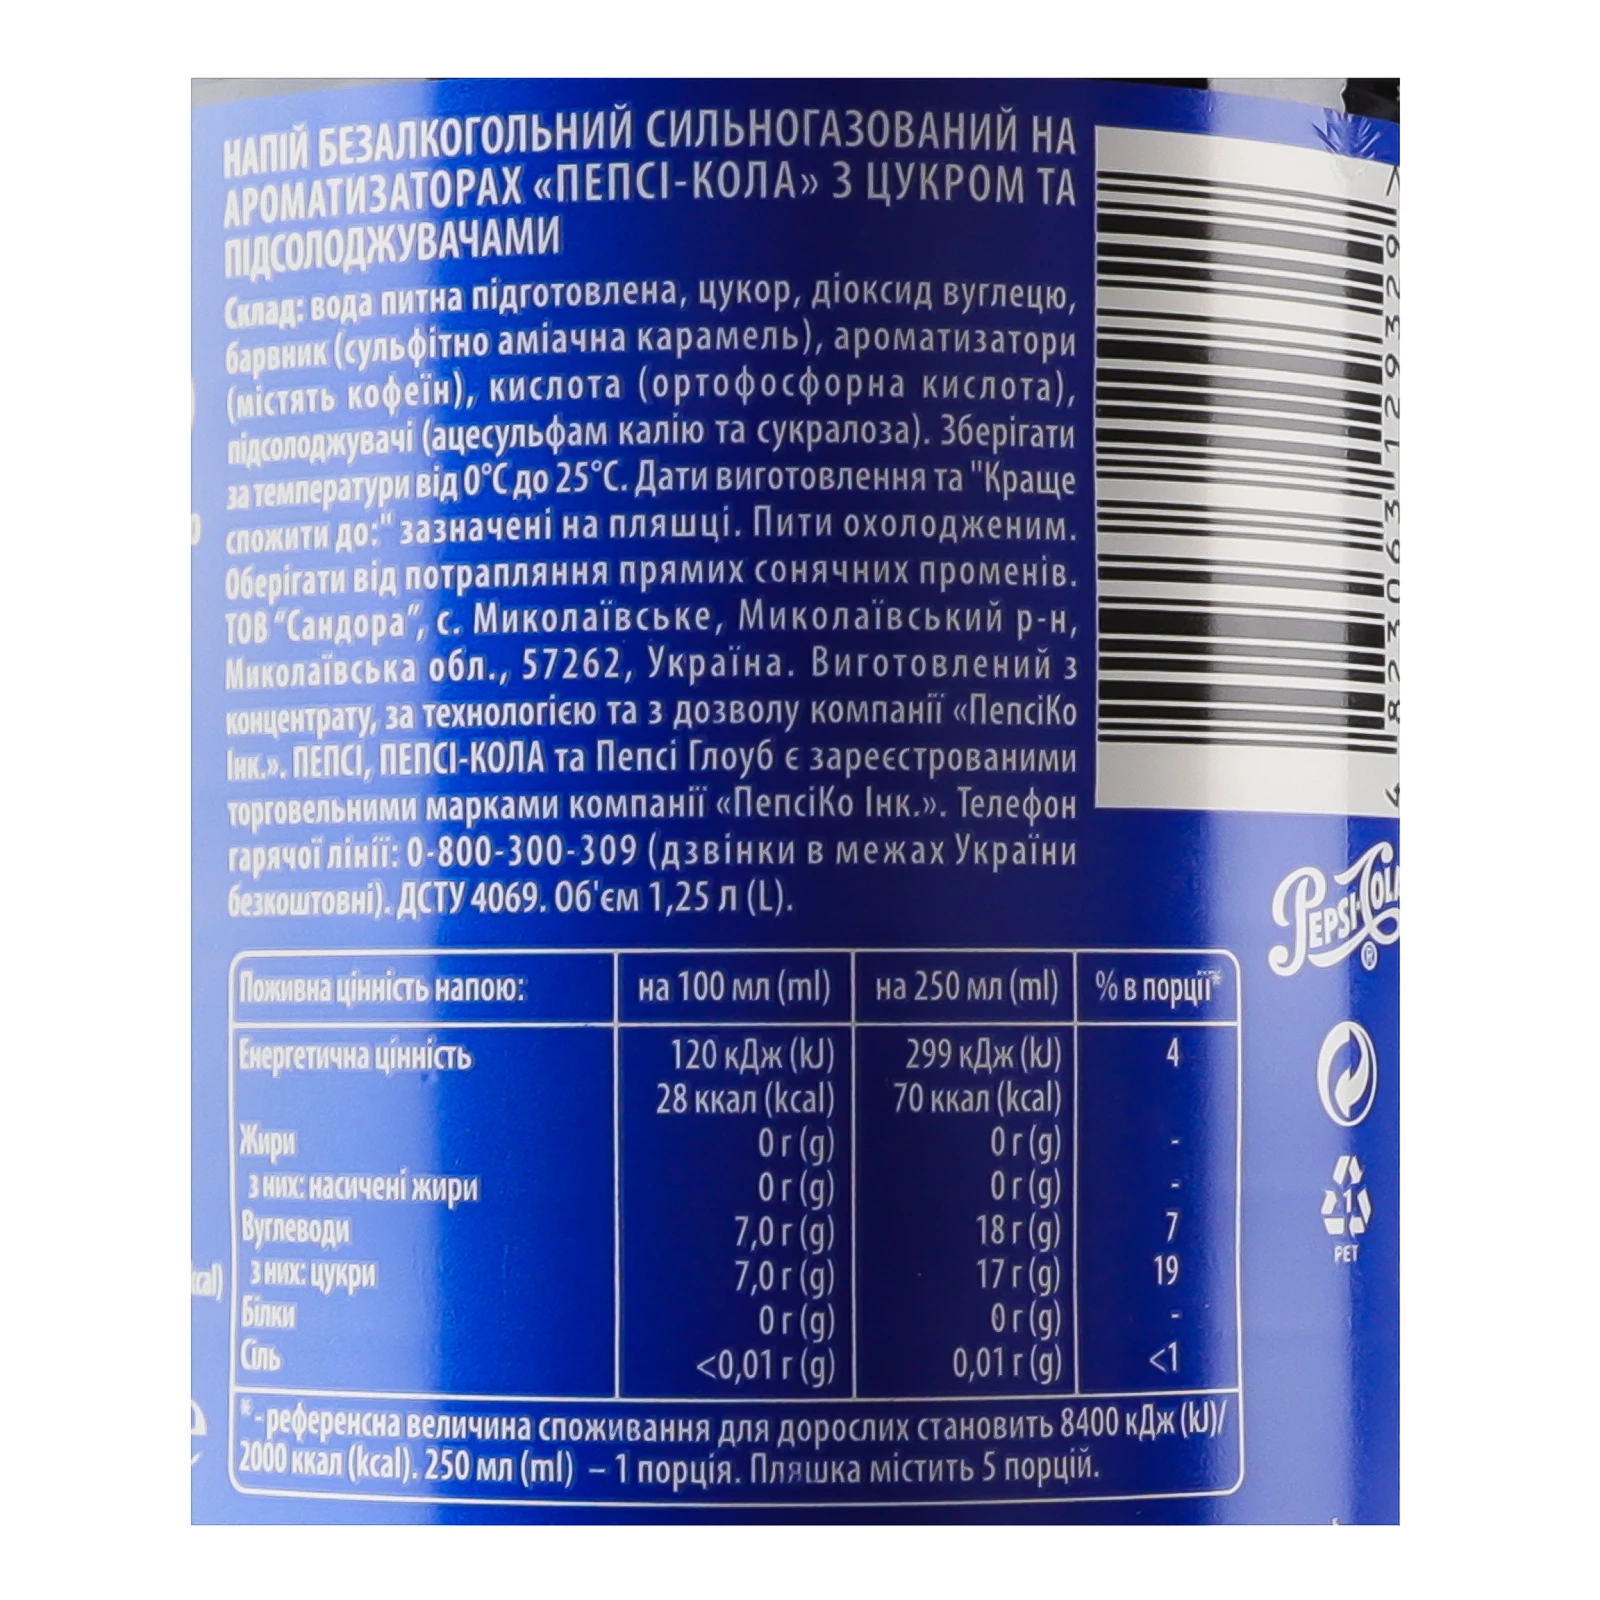 НАПІЙ БЕЗАЛКОГОЛЬНИЙ СИЛЬНОГАЗОВАНИЙ НА
АРОМАТИЗАТОРАХ «ПЕПСІ-КОЛА» З ЦУКРОМ ТА
ПІДСОЛОДЖУВАЧАМИ
Склад: вода питна підготовлена, цукор, діоксид вуглецю,
барвник (сульфітно аміачна карамель), ароматизатори
(містять кофеїн), кислота (ортофосфорна кислота),
підсолоджувачі (ацесульфам калію та сукралоза). Зберігати
за температури від 0°С до 25°С. Дати виготовлення та "Краще
спожити до:" зазначені на пляшці. Пити охолодженим.
Оберігати від потрапляння прямих сонячних променів.
ТОВ "Сандора", с. Миколаївське, Миколаївський р-н,
Миколаївська обл., 57262, Україна. Виготовлений з
концентрату, за технологією та з дозволу компанії «ПепсіКо
Інк.». ПЕПСІ, ПЕПСІ-КОЛА та Пепсі Глоуб є зареєстрованими
торговельними марками компанії «ПепсіКо Інк.». Телефон
гарячої лінії: 0-800-300-309 (дзвінки в межах України
безкоштовні). ДСТУ 4069. Об'єм 1,25 л (L).
Поживна цінність напою: на 100 мл (ml) на 250 мл (ml) % в порції*
Енергетична цінність 120 кДж (kJ) 299 кДж (kJ) 4
28 ккал (kcal) 70 ккал (kcal)
Жири 0 г (g) 0 г (g) -
з них: насичені жири 0 г (g) 0 г (g) -
Вуглеводи 7,0 г (g) 18 г (g) 7
з них: цукри 7,0 г (g) 17 г (g) 19
Білки 0 г (g) 0 г (g) -
Сіль <0,01 г (g) 0,01 г (g) <1
* - референсна величина споживання для дорослих становить 8400 кДж (kJ)/
2000 ккал (kcal). 250 мл (ml) – 1 порція. Пляшка містить 5 порцій.
4 823063 129329 >
PEPSI-COLA ®
1
PET